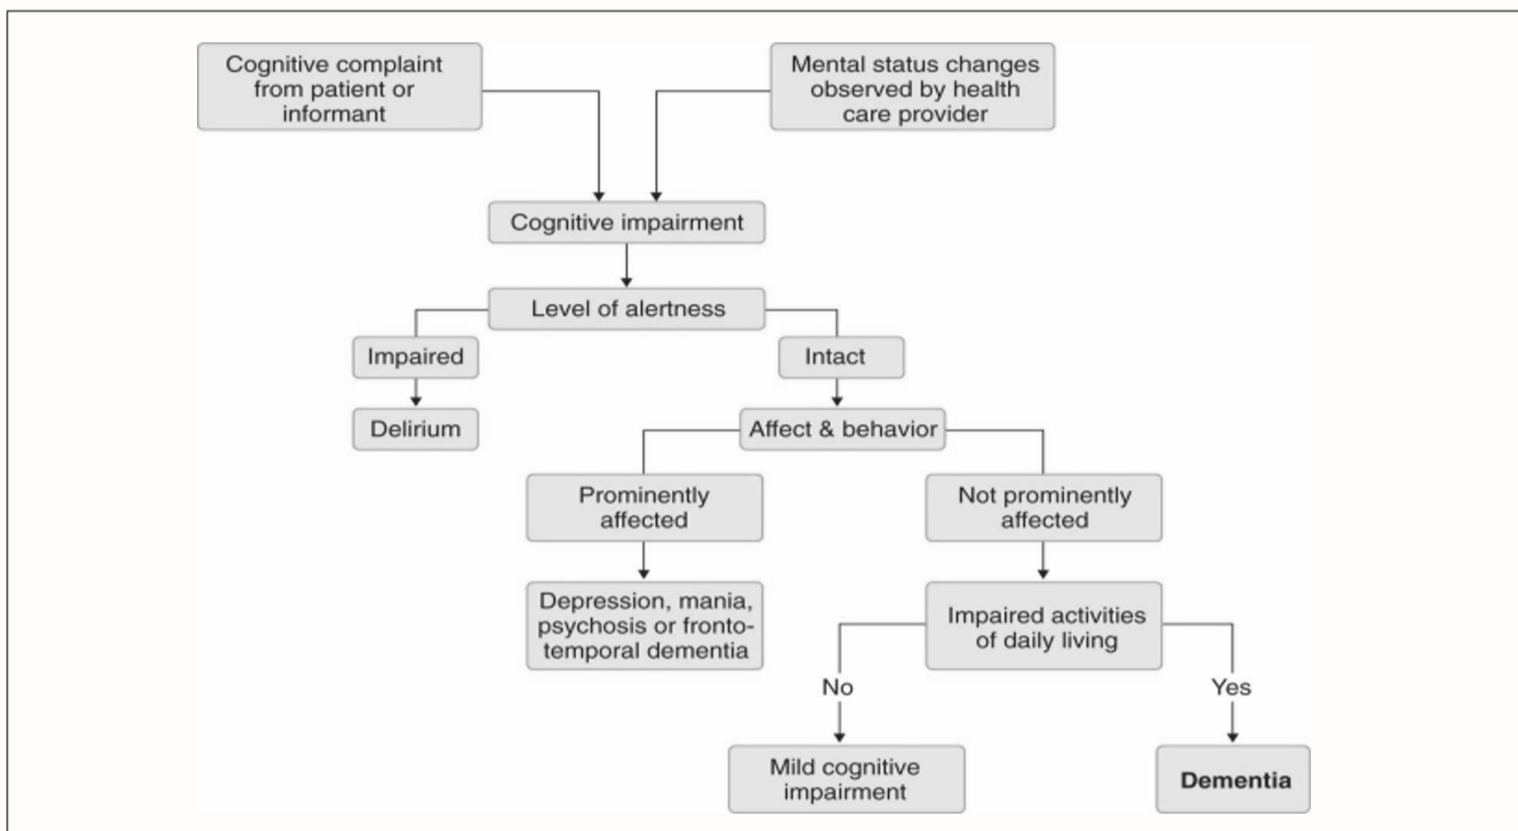 Cognitive complaint
from patient or
informant
Mental status changes
observed by health
care provider
Cognitive impairment
Level of alertness
Impaired
Intact
Delirium
Affect & behavior
Prominently
affected
Not prominently
affected
Depression, mania,
psychosis or fronto-
temporal dementia
Impaired activities
of daily living
No
Yes
Mild cognitive
impairment
Dementia